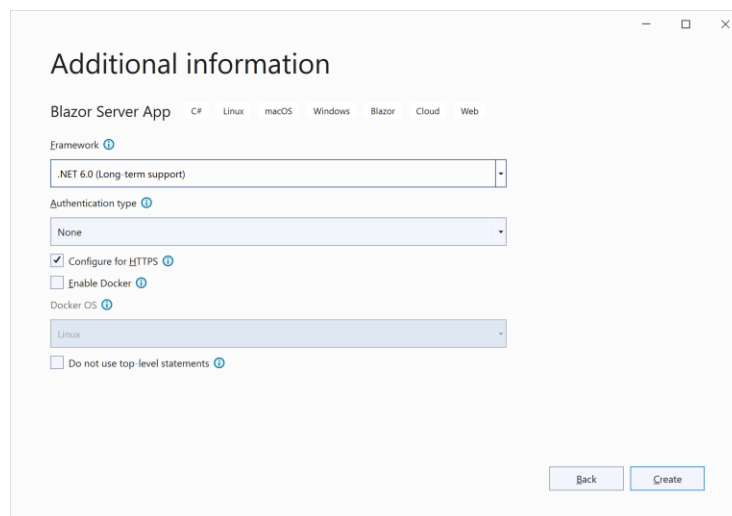 Additional information
Blazor Server App C# Linux macOS Windows Blazor Cloud Web
Framework
.NET 6.0 (Long-term support)
Authentication type
None
Configure for HTTPS
Enable Docker
Docker OS
Linux
Do not use top-level statements
Back Create